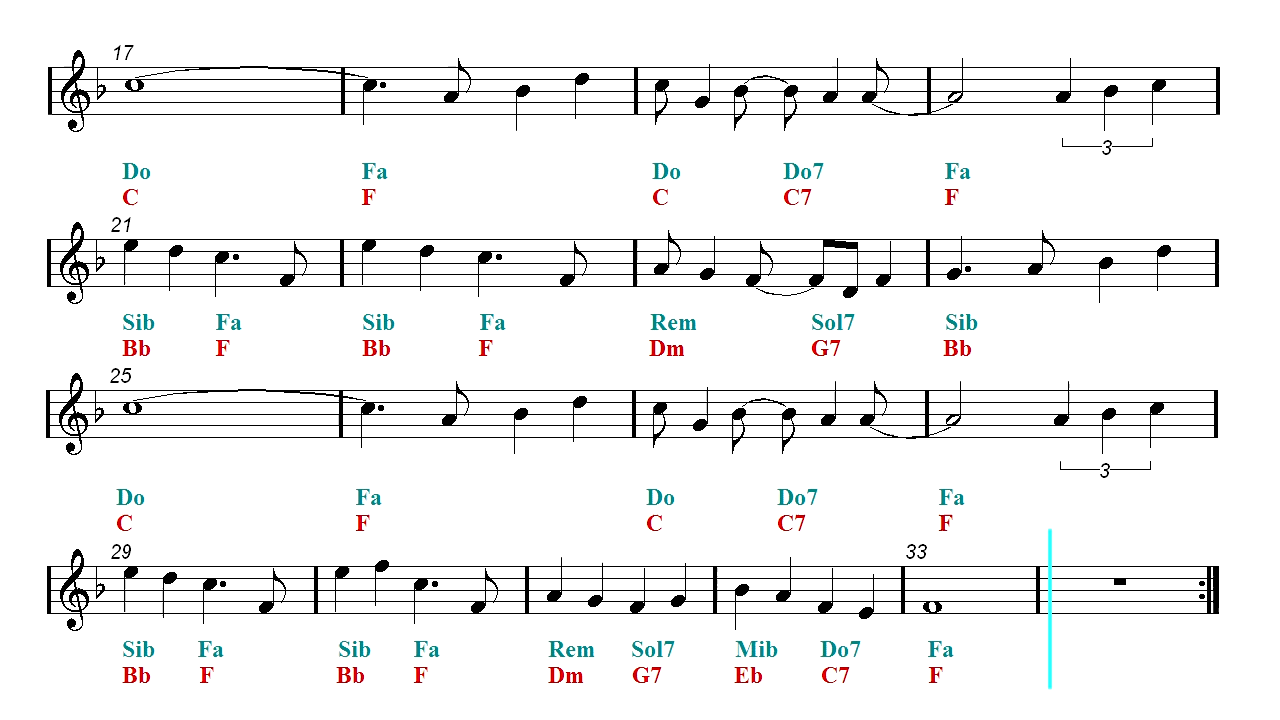 17
3
Do Fa Do Do7 Fa
C F C C7 F
21
Sib Fa Sib Fa Rem Sol7 Sib
Bb F Bb F Dm G7 Bb
25
3
Do Fa Do Do7 Fa
C F C C7 F
29 33
Sib Fa Sib Fa Rem Sol7 Mib Do7 Fa
Bb F Bb F Dm G7 Eb C7 F